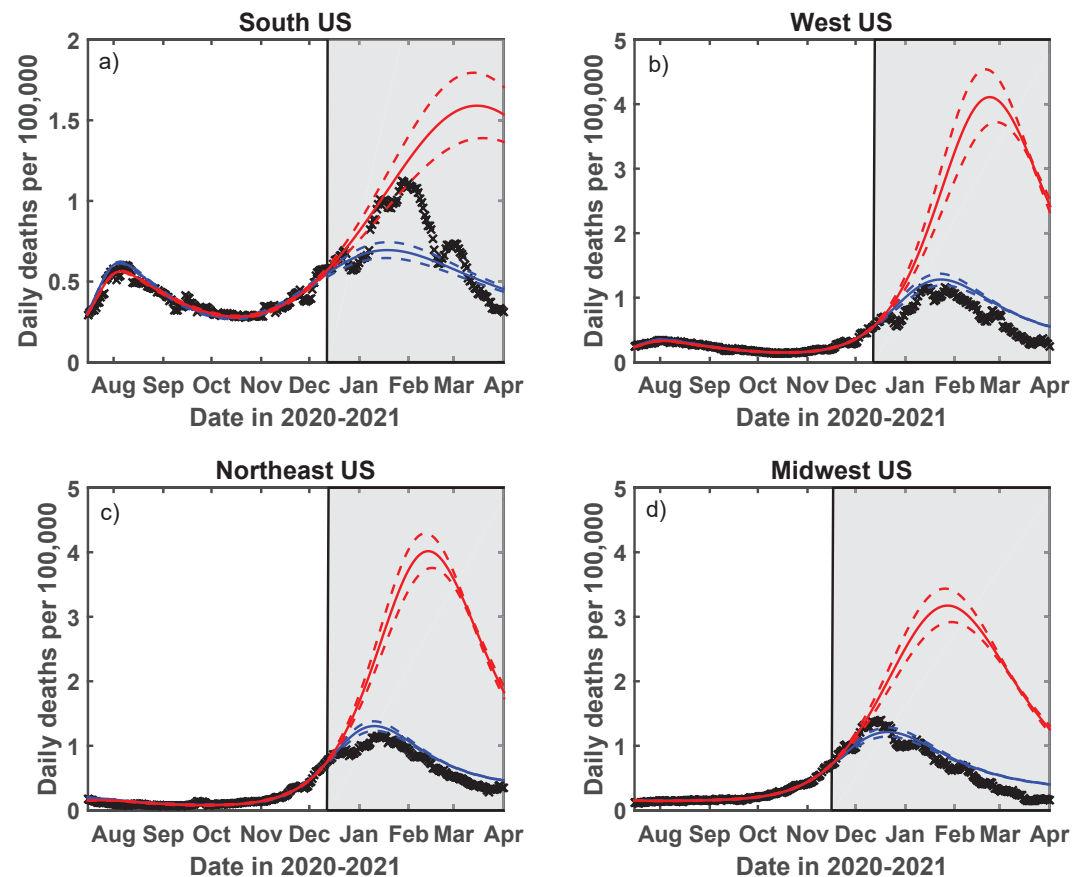 South US
a)
Daily deaths per 100,000
2
1.5
1
0.5
0
Aug Sep Oct Nov Dec Jan Feb Mar Apr
Date in 2020-2021
West US
b)
Daily deaths per 100,000
5
4
3
2
1
0
Aug Sep Oct Nov Dec Jan Feb Mar Apr
Date in 2020-2021
Northeast US
c)
Daily deaths per 100,000
5
4
3
2
1
0
Aug Sep Oct Nov Dec Jan Feb Mar Apr
Date in 2020-2021
Midwest US
d)
Daily deaths per 100,000
5
4
3
2
1
0
Aug Sep Oct Nov Dec Jan Feb Mar Apr
Date in 2020-2021